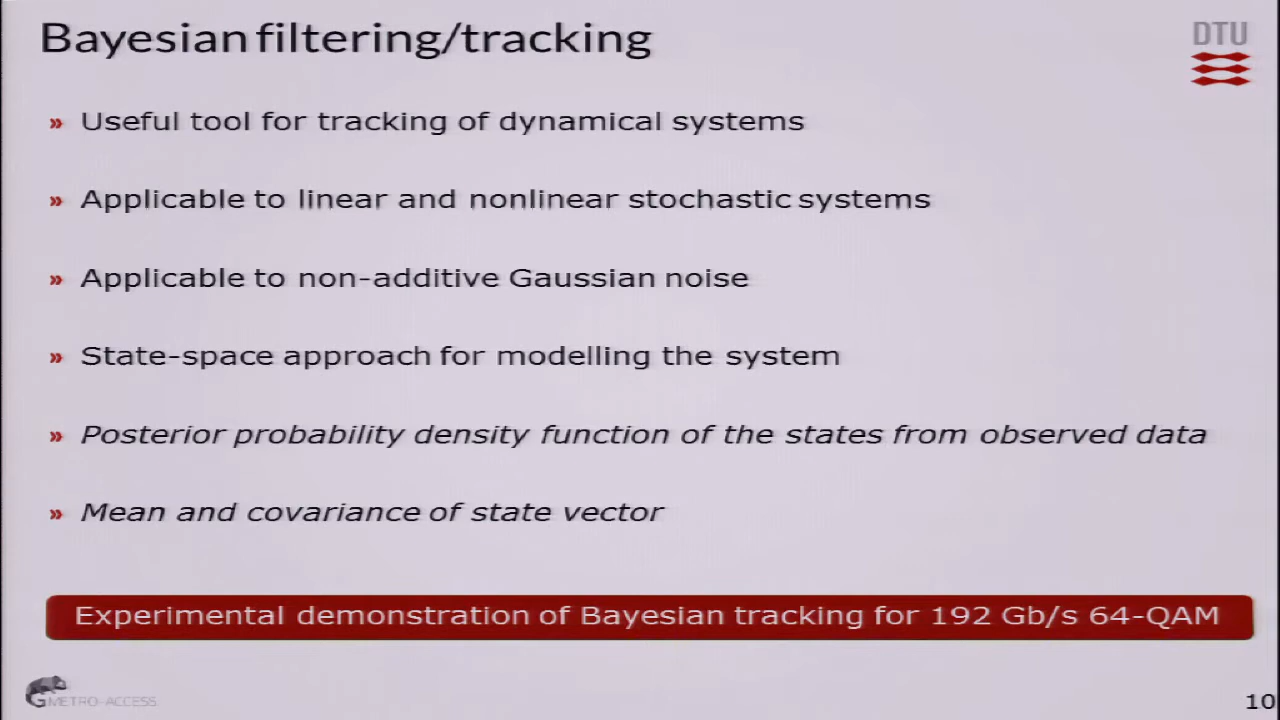 Bayesian filtering/tracking
DTU
» Useful tool for tracking of dynamical systems
» Applicable to linear and nonlinear stochastic systems
» Applicable to non-additive Gaussian noise
» State-space approach for modelling the system
» Posterior probability density function of the states from observed data
» Mean and covariance of state vector
Experimental demonstration of Bayesian tracking for 192 Gb/s 64-QAM
GMETRO-ACCESS
10